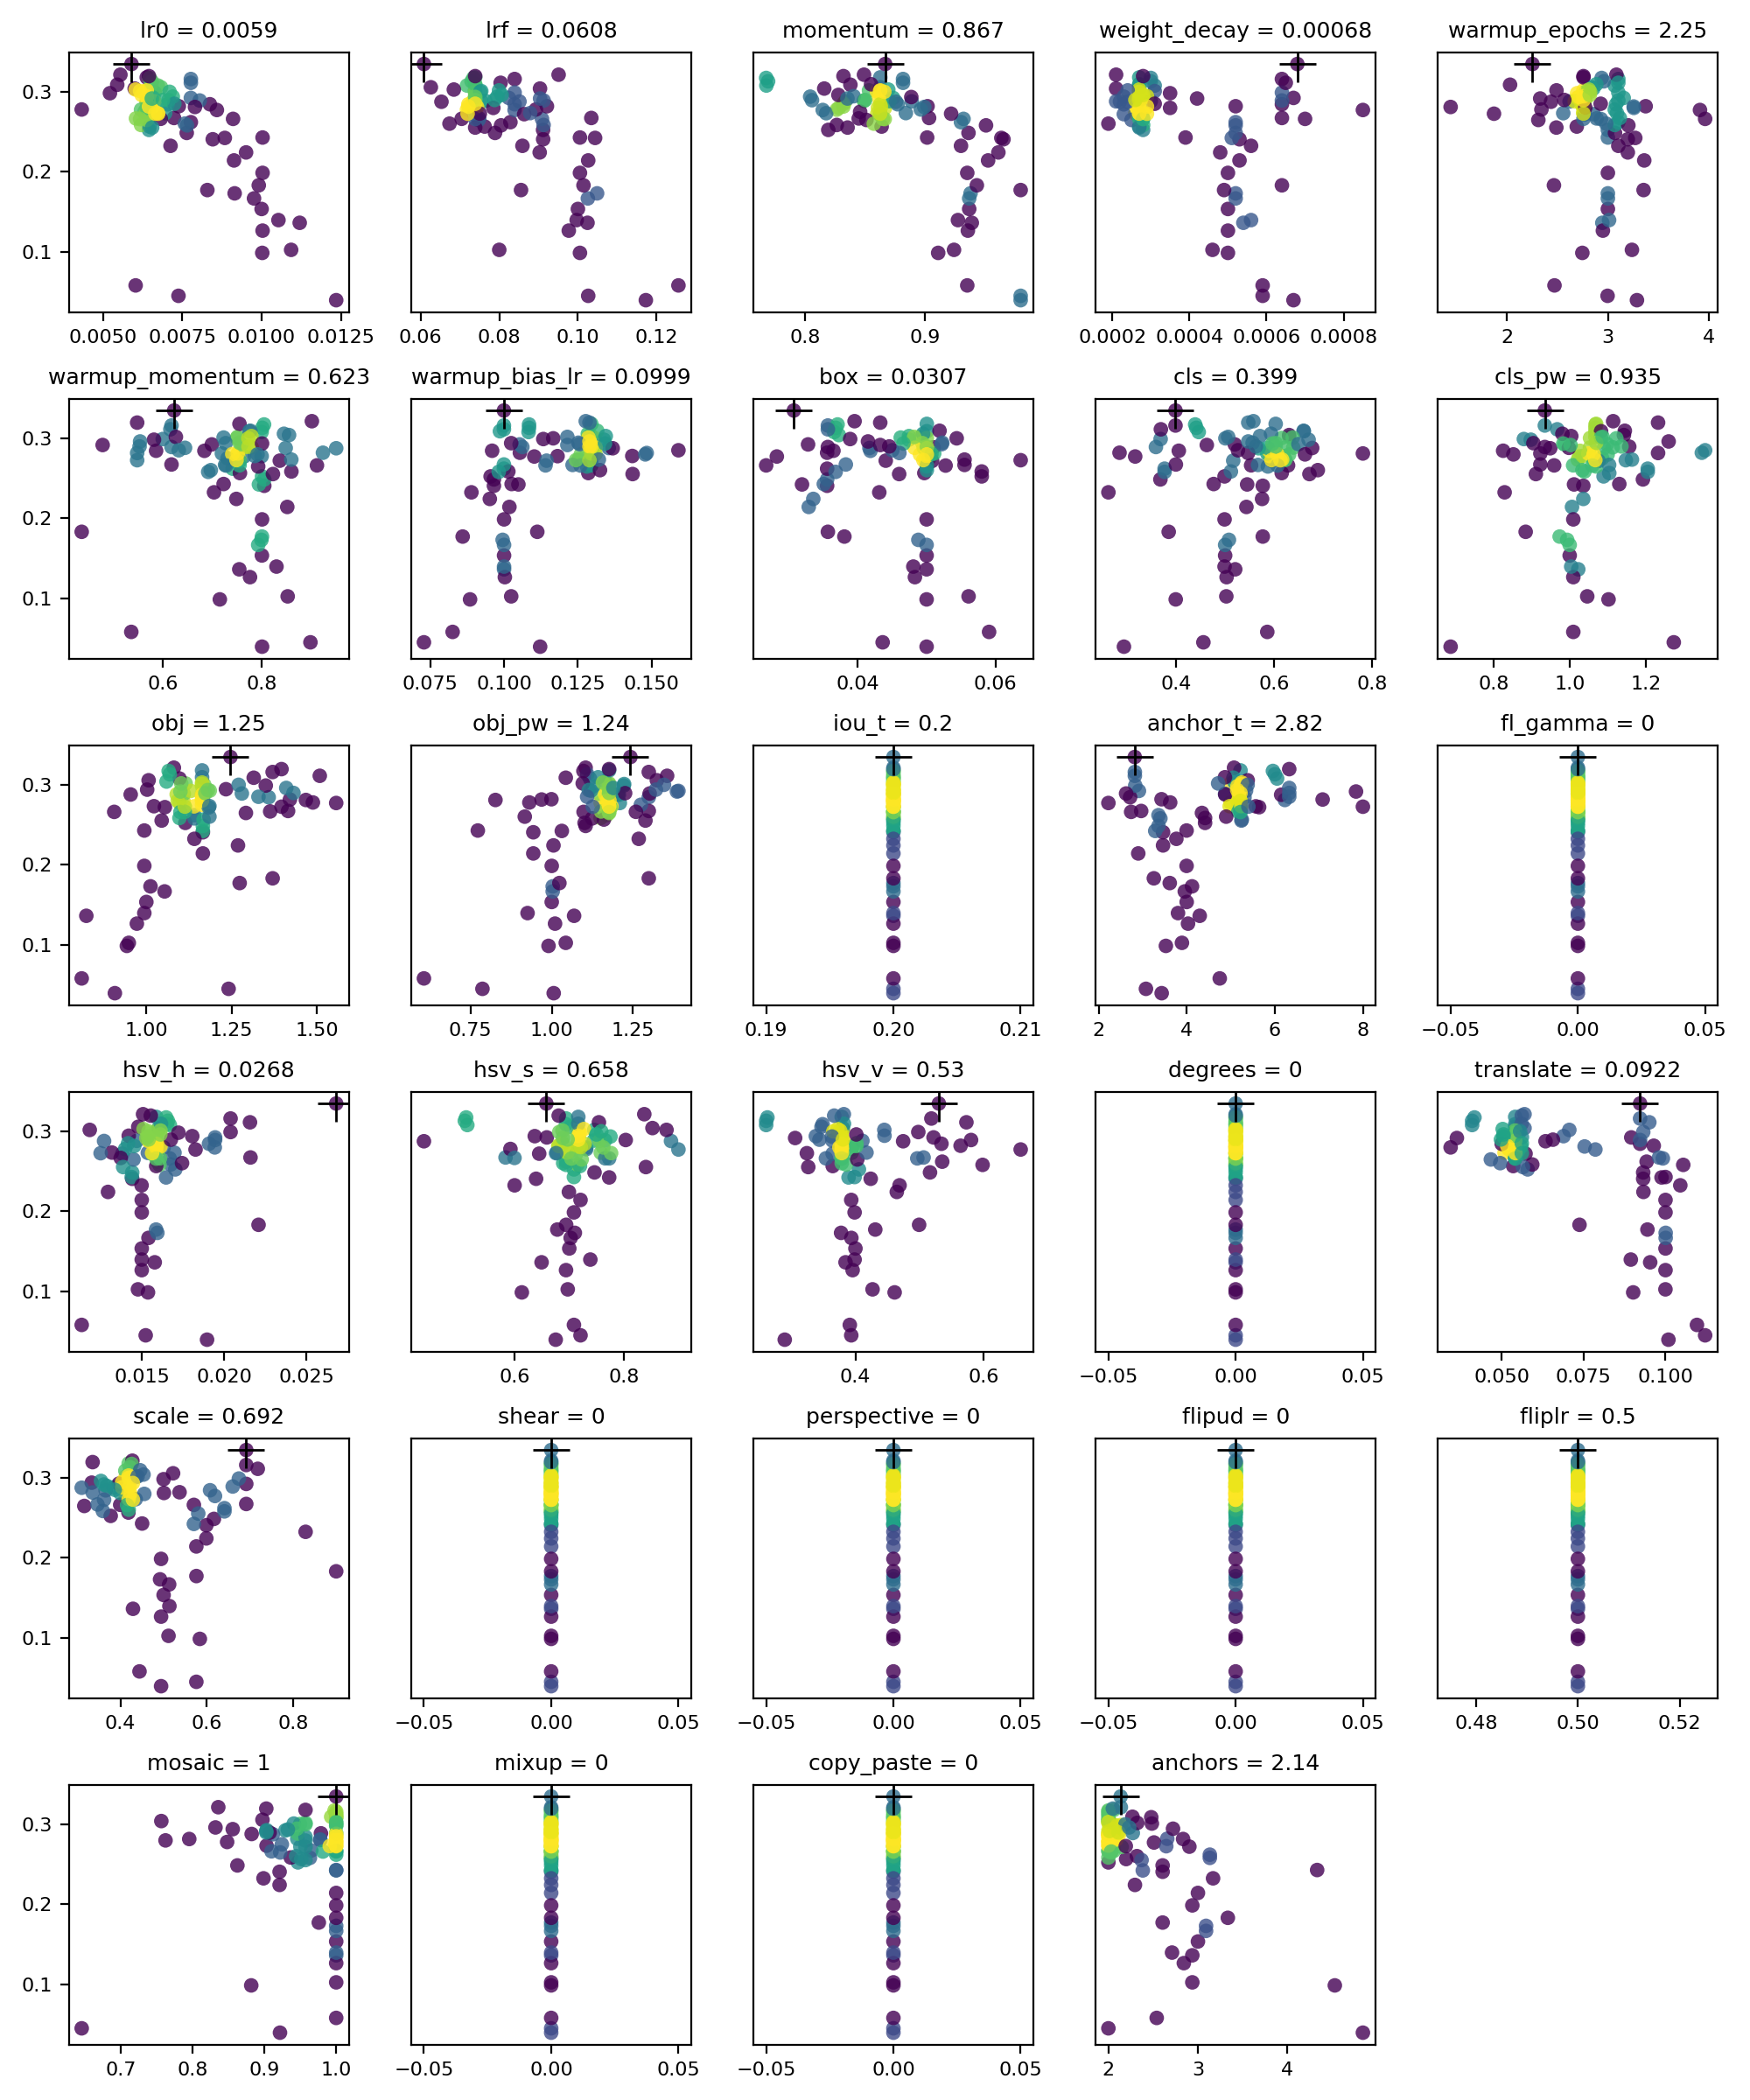 lr0 = 0.0059 lrf = 0.0608 momentum = 0.867 weight_decay = 0.00068 warmup_epochs = 2.25
0.3
0.2
0.1
0.0050 0.0075 0.0100 0.0125 0.06 0.08 0.10 0.12 0.8 0.9 0.0002 0.0004 0.0006 0.0008 2 3 4
warmup_momentum = 0.623 warmup_bias_lr = 0.0999 box = 0.0307 cls = 0.399 cls_pw = 0.935
0.3
0.2
0.1
0.6 0.8 0.075 0.100 0.125 0.150 0.04 0.06 0.4 0.6 0.8 0.8 1.0 1.2
obj = 1.25 obj_pw = 1.24 iou_t = 0.2 anchor_t = 2.82 fl_gamma = 0
0.3
0.2
0.1
1.00 1.25 1.50 0.75 1.00 1.25 0.19 0.20 0.21 2 4 6 8 −0.05 0.00 0.05
hsv_h = 0.0268 hsv_s = 0.658 hsv_v = 0.53 degrees = 0 translate = 0.0922
0.3
0.2
0.1
0.015 0.020 0.025 0.6 0.8 0.4 0.6 −0.05 0.00 0.05 0.050 0.075 0.100
scale = 0.692 shear = 0 perspective = 0 flipud = 0 fliplr = 0.5
0.3
0.2
0.1
0.4 0.6 0.8 −0.05 0.00 0.05 −0.05 0.00 0.05 −0.05 0.00 0.05 0.48 0.50 0.52
mosaic = 1 mixup = 0 copy_paste = 0 anchors = 2.14
0.3
0.2
0.1
0.7 0.8 0.9 1.0 −0.05 0.00 0.05 −0.05 0.00 0.05 2 3 4